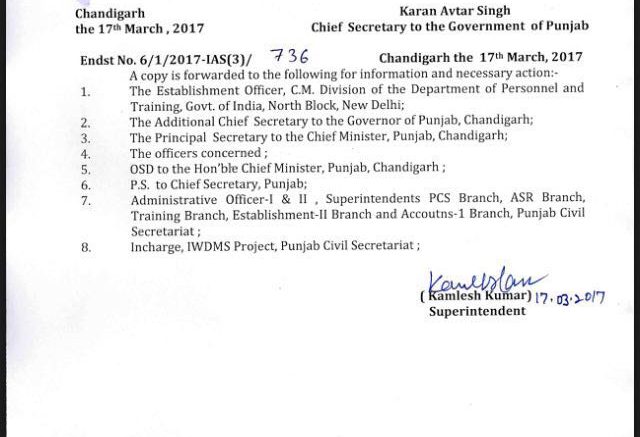 Chandigarh Karan Avtar Singh
the 17th March , 2017 Chief Secretary to the Government of Punjab
Endst No. 6/1/2017-IAS(3)/ 736 Chandigarh the 17th March, 2017
A copy is forwarded to the following for information and necessary action:-
1. The Establishment Officer, C.M. Division of the Department of Personnel and
Training, Govt. of India, North Block, New Delhi;
2. The Additional Chief Secretary to the Governor of Punjab, Chandigarh;
3. The Principal Secretary to the Chief Minister, Punjab, Chandigarh;
4. The officers concerned ;
5. OSD to the Hon'ble Chief Minister, Punjab, Chandigarh ;
6. P.S. to Chief Secretary, Punjab;
7. Administrative Officer-I & II , Superintendents PCS Branch, ASR Branch,
Training Branch, Establishment-II Branch and Accoutns-1 Branch, Punjab Civil
Secretariat ;
8. Incharge, IWDMS Project, Punjab Civil Secretariat ;
( Kamlesh Kumar) 17.03.2017
Superintendent